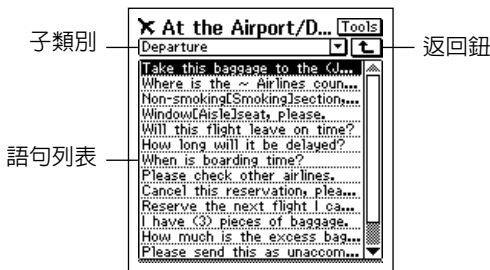 At the Airport/D... Tools
子類別
Departure
返回鈕
Take this baggage to the (J...
Where is the ~ Airlines coun...
Non-smoking[Smoking]section,...
Window[Aisle]seat, please.
Will this flight leave on time?
How long will it be delayed?
語句列表
When is boarding time?
Please check other airlines.
Cancel this reservation, plea...
Reserve the next flight I ca...
I have (3) pieces of baggage.
How much is the excess bag...
Please send this as unaccom...